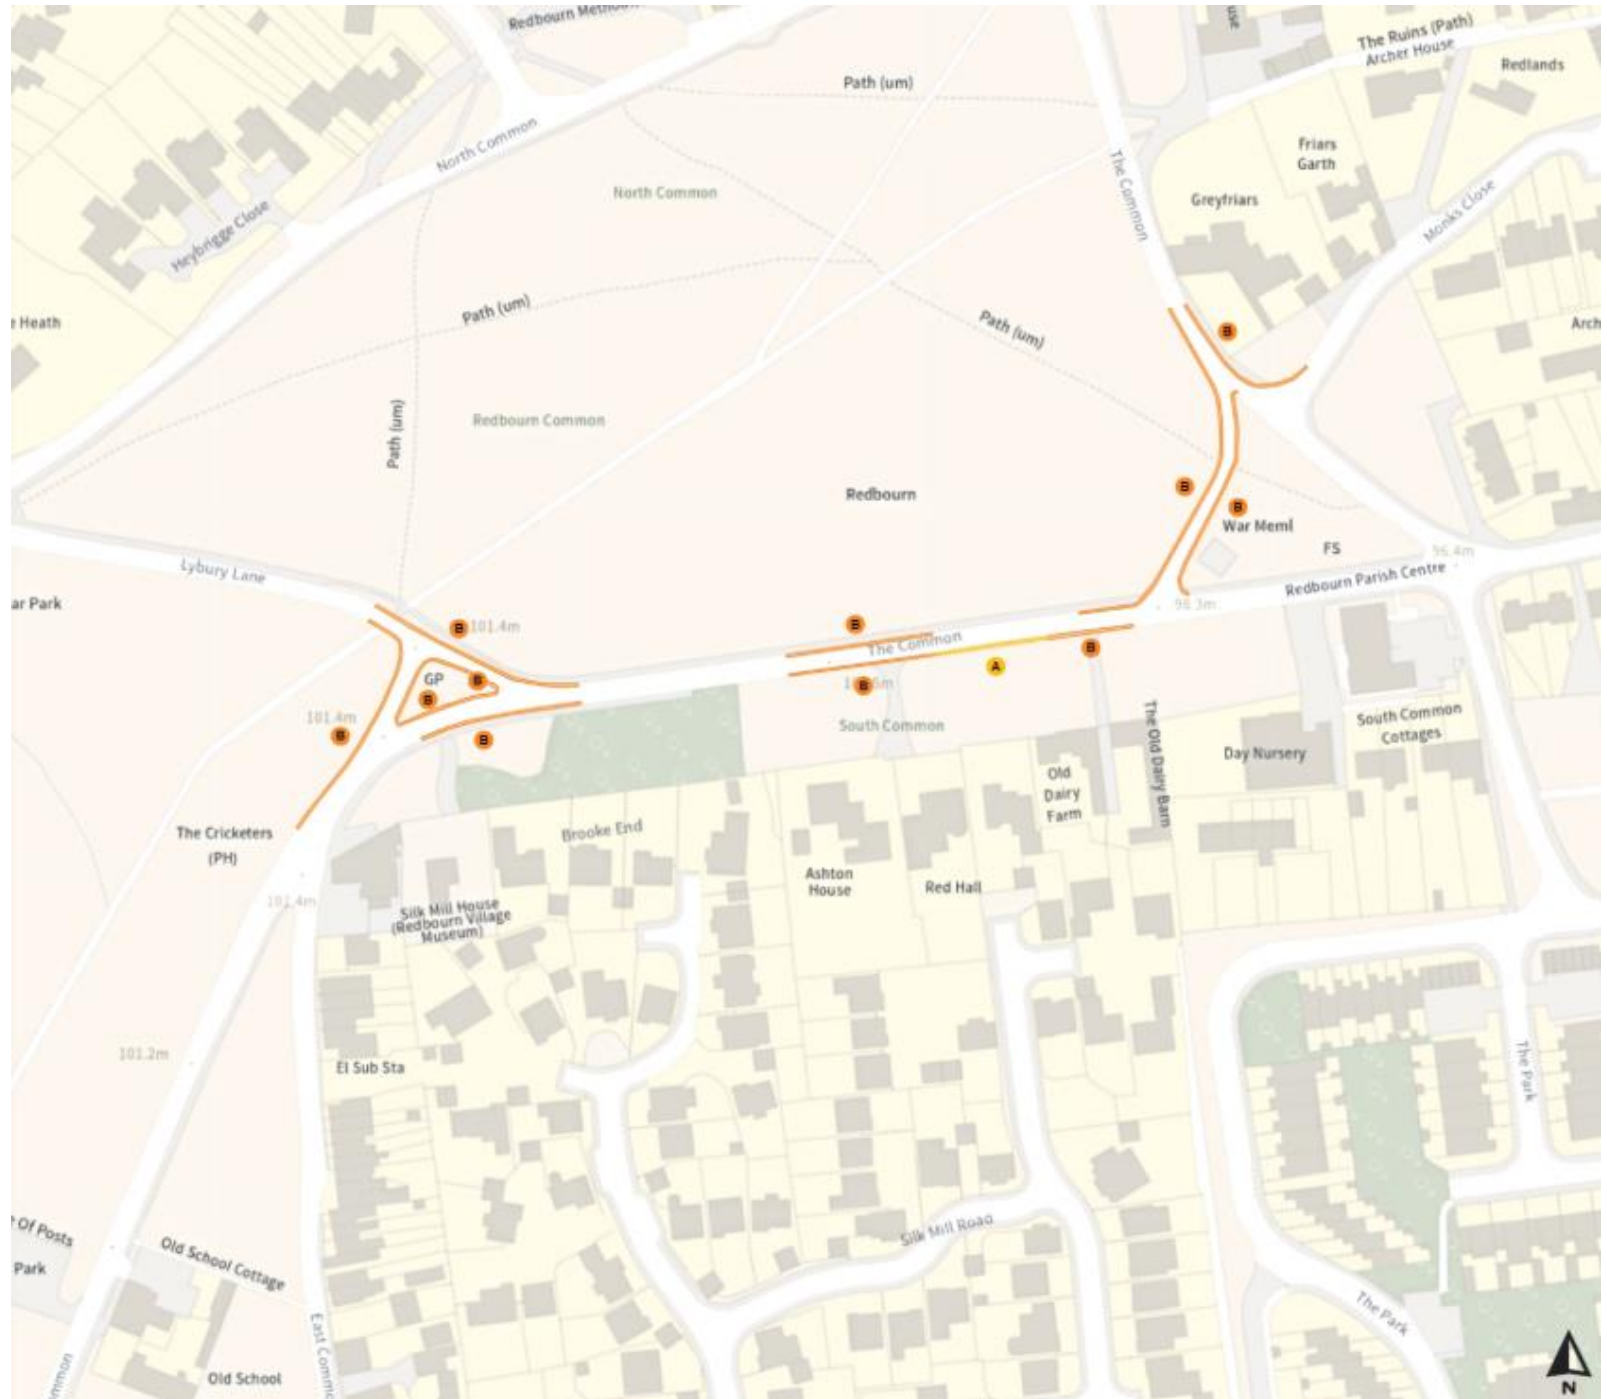 Redbourn
use
The Ruins (Path)
Archer House
Redlands
Path (um)
North Common
The Common
Friars
Garth
North Common
Greyfriars
Monks Close
Heybrigge Close
Path (um)
Path (um)
Heath
B
Arch
Path (um)
Redbourn Common
B
Redbourn
B
War Meml
FS
96.4m
Lybury Lane
Redbourn Parish Centre
ar Park
B
101.4m
B
96.3m
The Common
A
B
GP
B
B
B
101.4m
B
B
South Common
South Common
Cottages
The Old Dairy Barn
Day Nursery
Old
Dairy
Farm
The Cricketers
(PH)
Brooke End
Ashton
House
Red Hall
101.4m
Silk Mill House
(Redbourn Village
Museum)
101.2m
El Sub Sta
The Park
Of Posts
Park
Old School Cottage
Silk Mill Road
The Park
East Comm
mmon
Old School
N